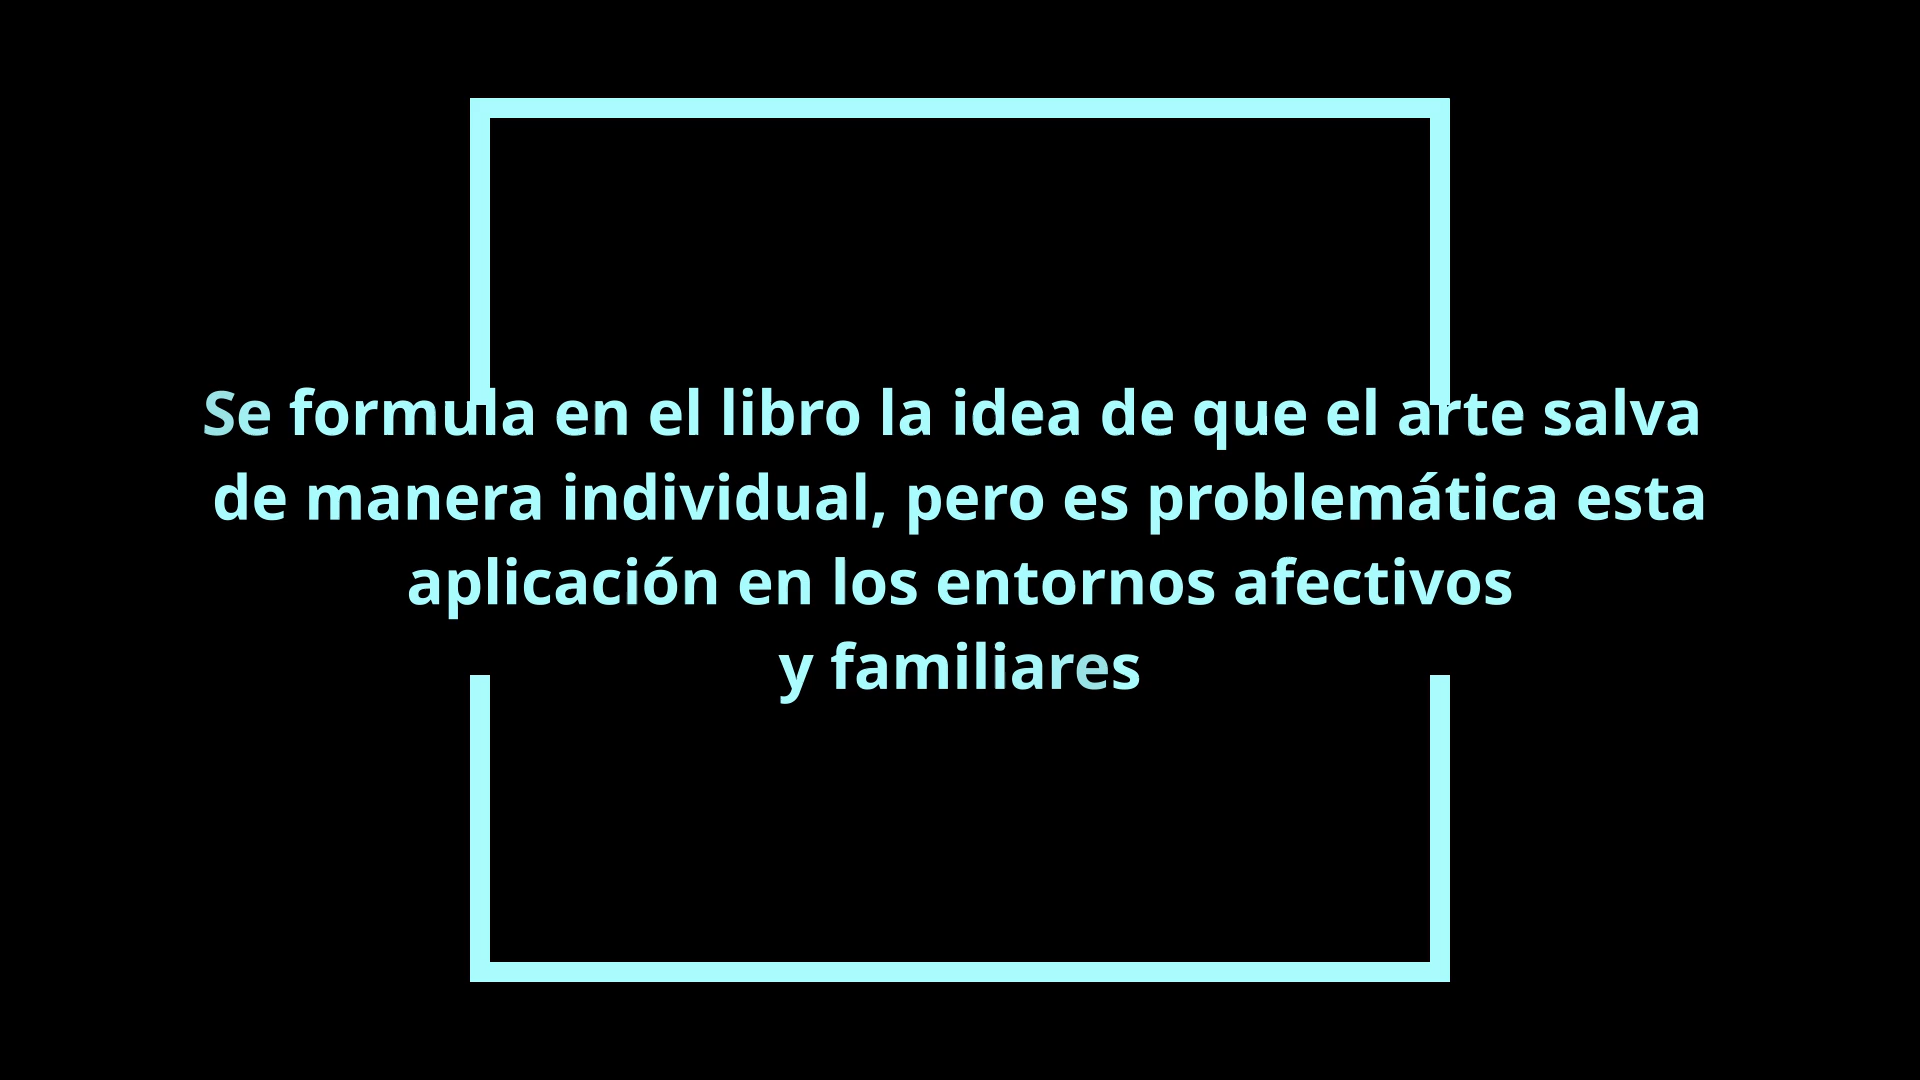 Se formula en el libro la idea de que el arte salva
de manera individual, pero es problemática esta
aplicación en los entornos afectivos
y familiares